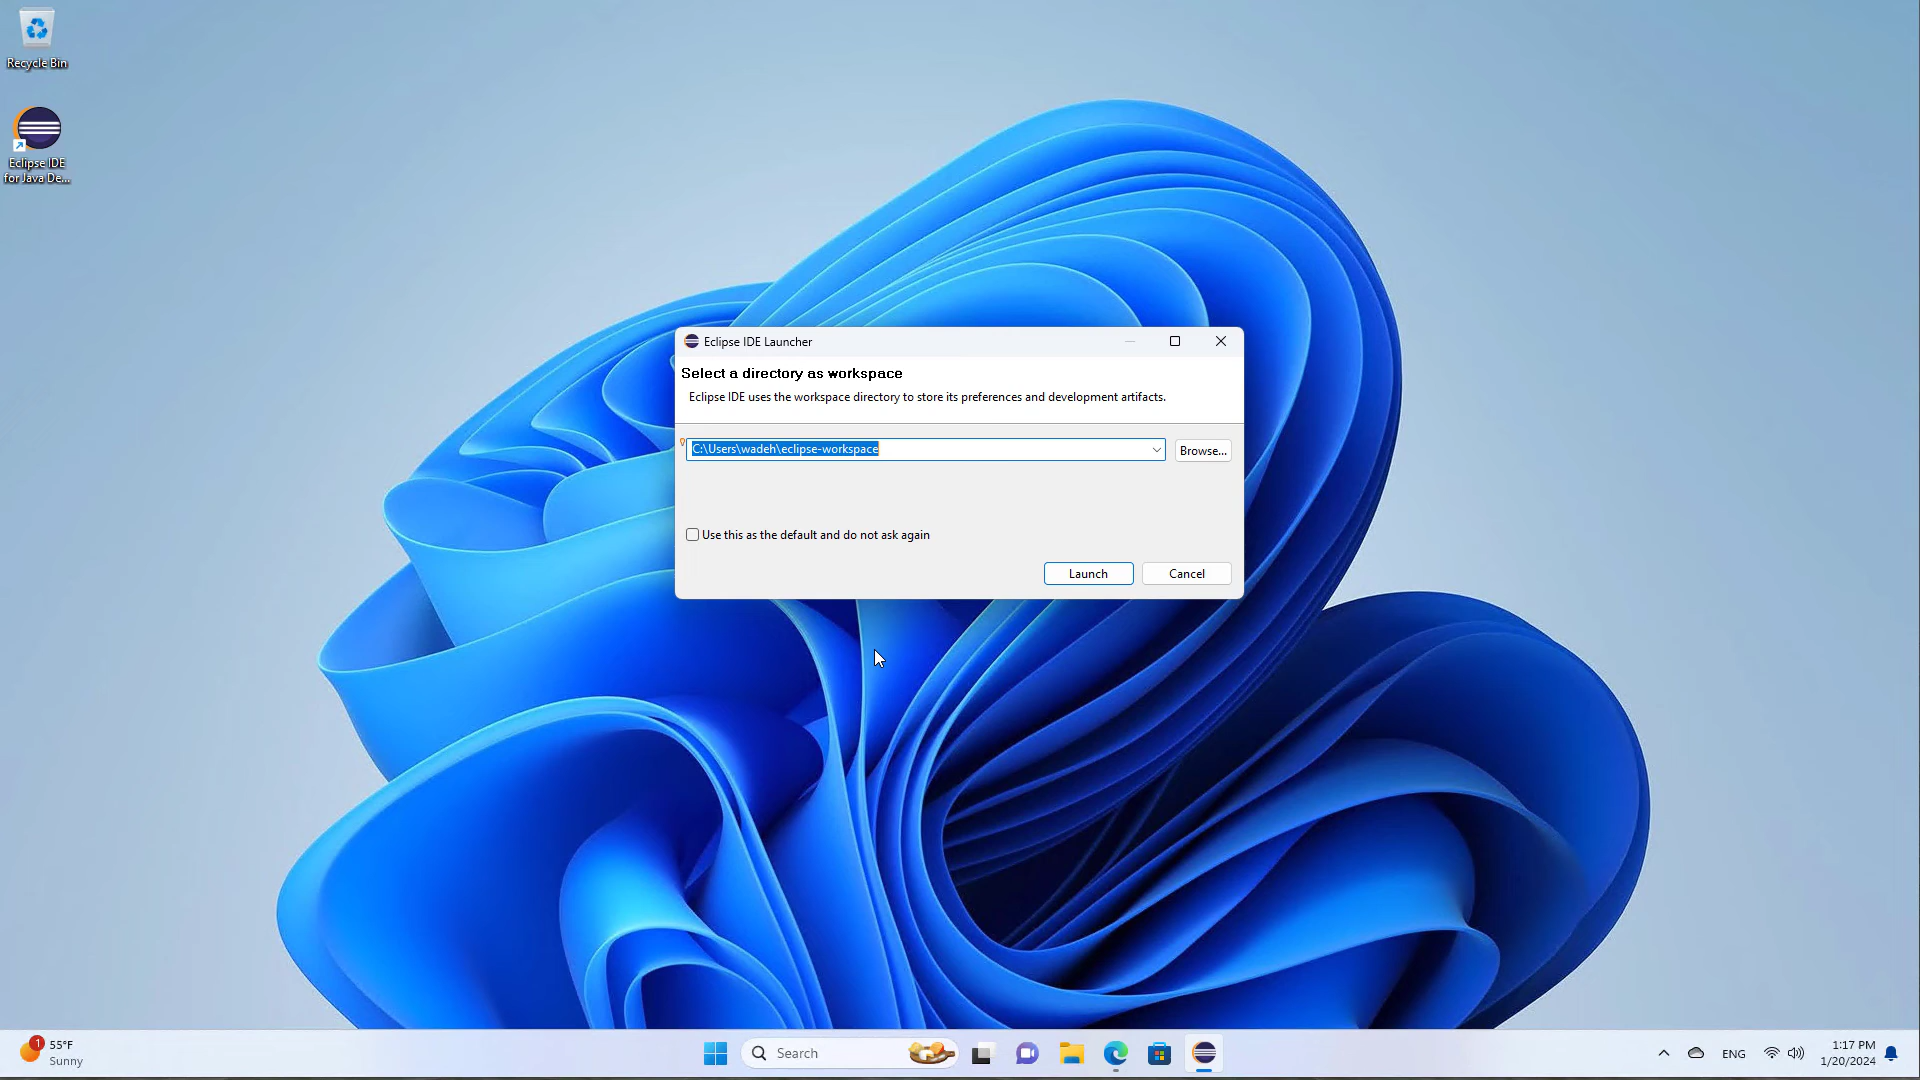 Recycle Bin
Eclipse IDE
for Java De...
Eclipse IDE Launcher
Select a directory as workspace
Eclipse IDE uses the workspace directory to store its preferences and development artifacts.
C:\Users\wadeh\eclipse-workspace
Browse...
Use this as the default and do not ask again
Launch
Cancel
1
55°F
Sunny
Search
ENG
1:17 PM
1/20/2024